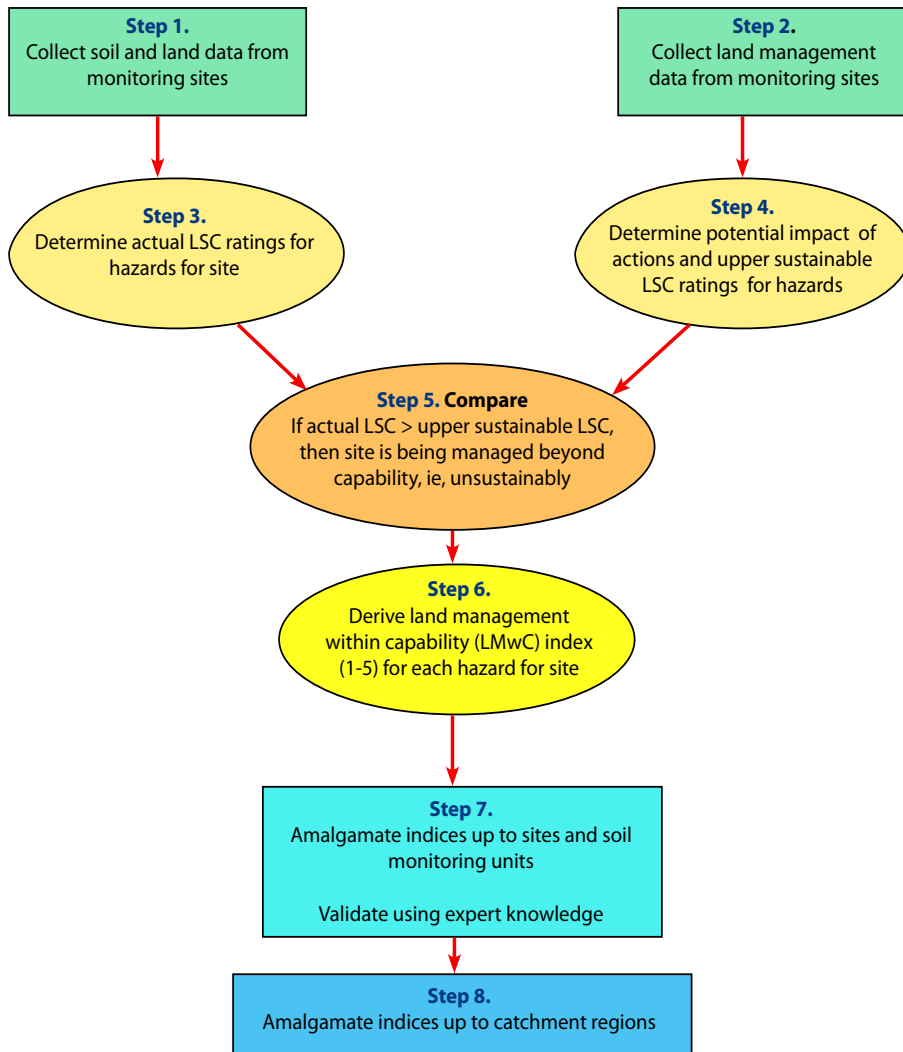 Step 1.
Collect soil and land data from
monitoring sites
Step 2.
Collect land management
data from monitoring sites
Step 3.
Determine actual LSC ratings for
hazards for site
Step 4.
Determine potential impact of
actions and upper sustainable
LSC ratings for hazards
Step 5. Compare
If actual LSC > upper sustainable LSC,
then site is being managed beyond
capability, ie, unsustainably
Step 6.
Derive land management
within capability (LMwC) index
(1-5) for each hazard for site
Step 7.
Amalgamate indices up to sites and soil
monitoring units
Validate using expert knowledge
Step 8.
Amalgamate indices up to catchment regions